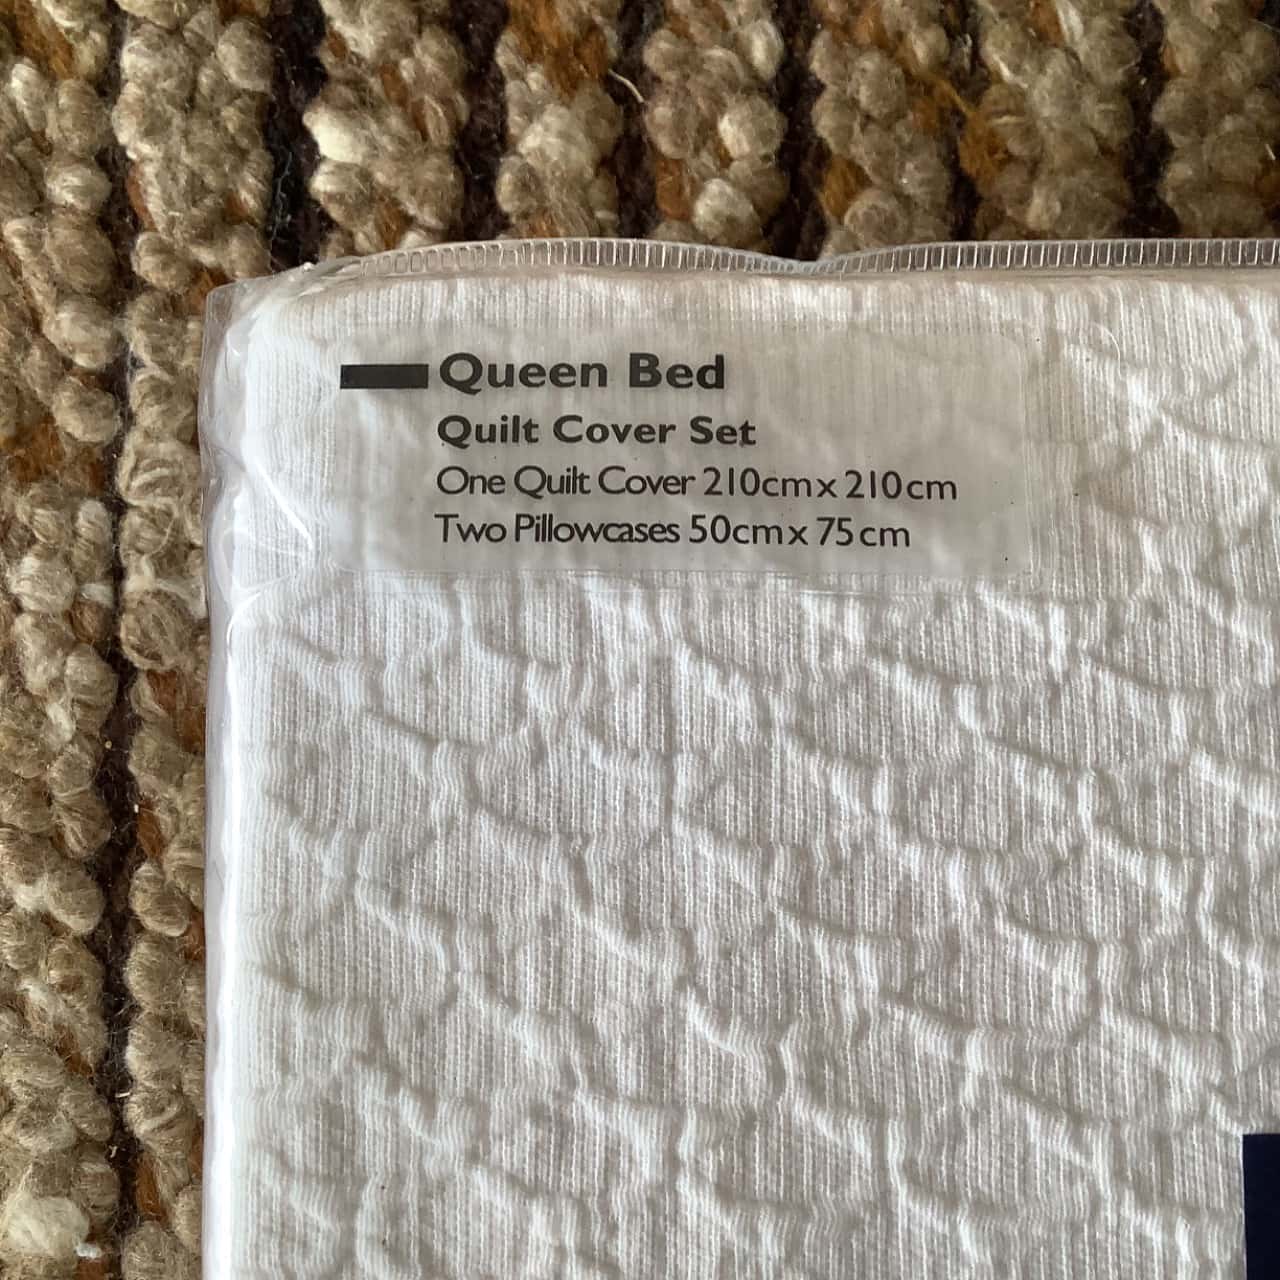 Queen Bed
Quilt Cover Set
One Quilt Cover 210cm x 210cm
Two Pillowcases 50cm x 75cm